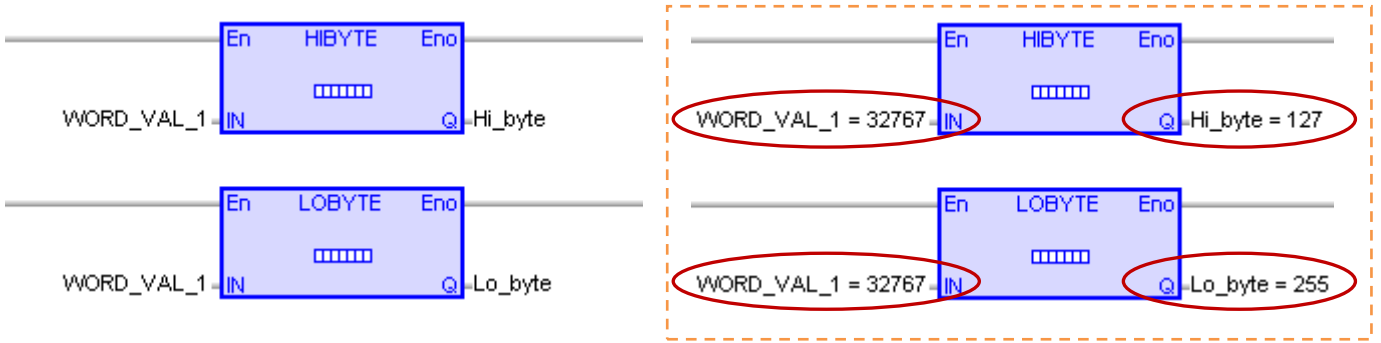 En HIBYTE Eno
WORD_VAL_1 IN Q Hi_byte
En LOBYTE Eno
WORD_VAL_1 IN Q Lo_byte
En HIBYTE Eno
WORD_VAL_1 = 32767 IN Q Hi_byte = 127
En LOBYTE Eno
WORD_VAL_1 = 32767 IN Q Lo_byte = 255